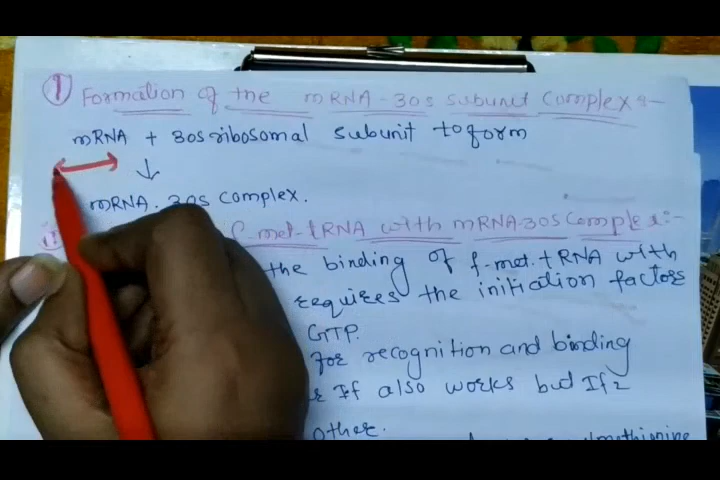 1 Formation of the mRNA-30s subunit complex :-
mRNA + 30s ribosomal subunit to form
↓
mRNA. 30s complex.
f-met-tRNA with mRNA-30s complex:-
the binding of f-met. tRNA with
requires the initiation factors
GTP.
for recognition and binding
If also works but If2
other.